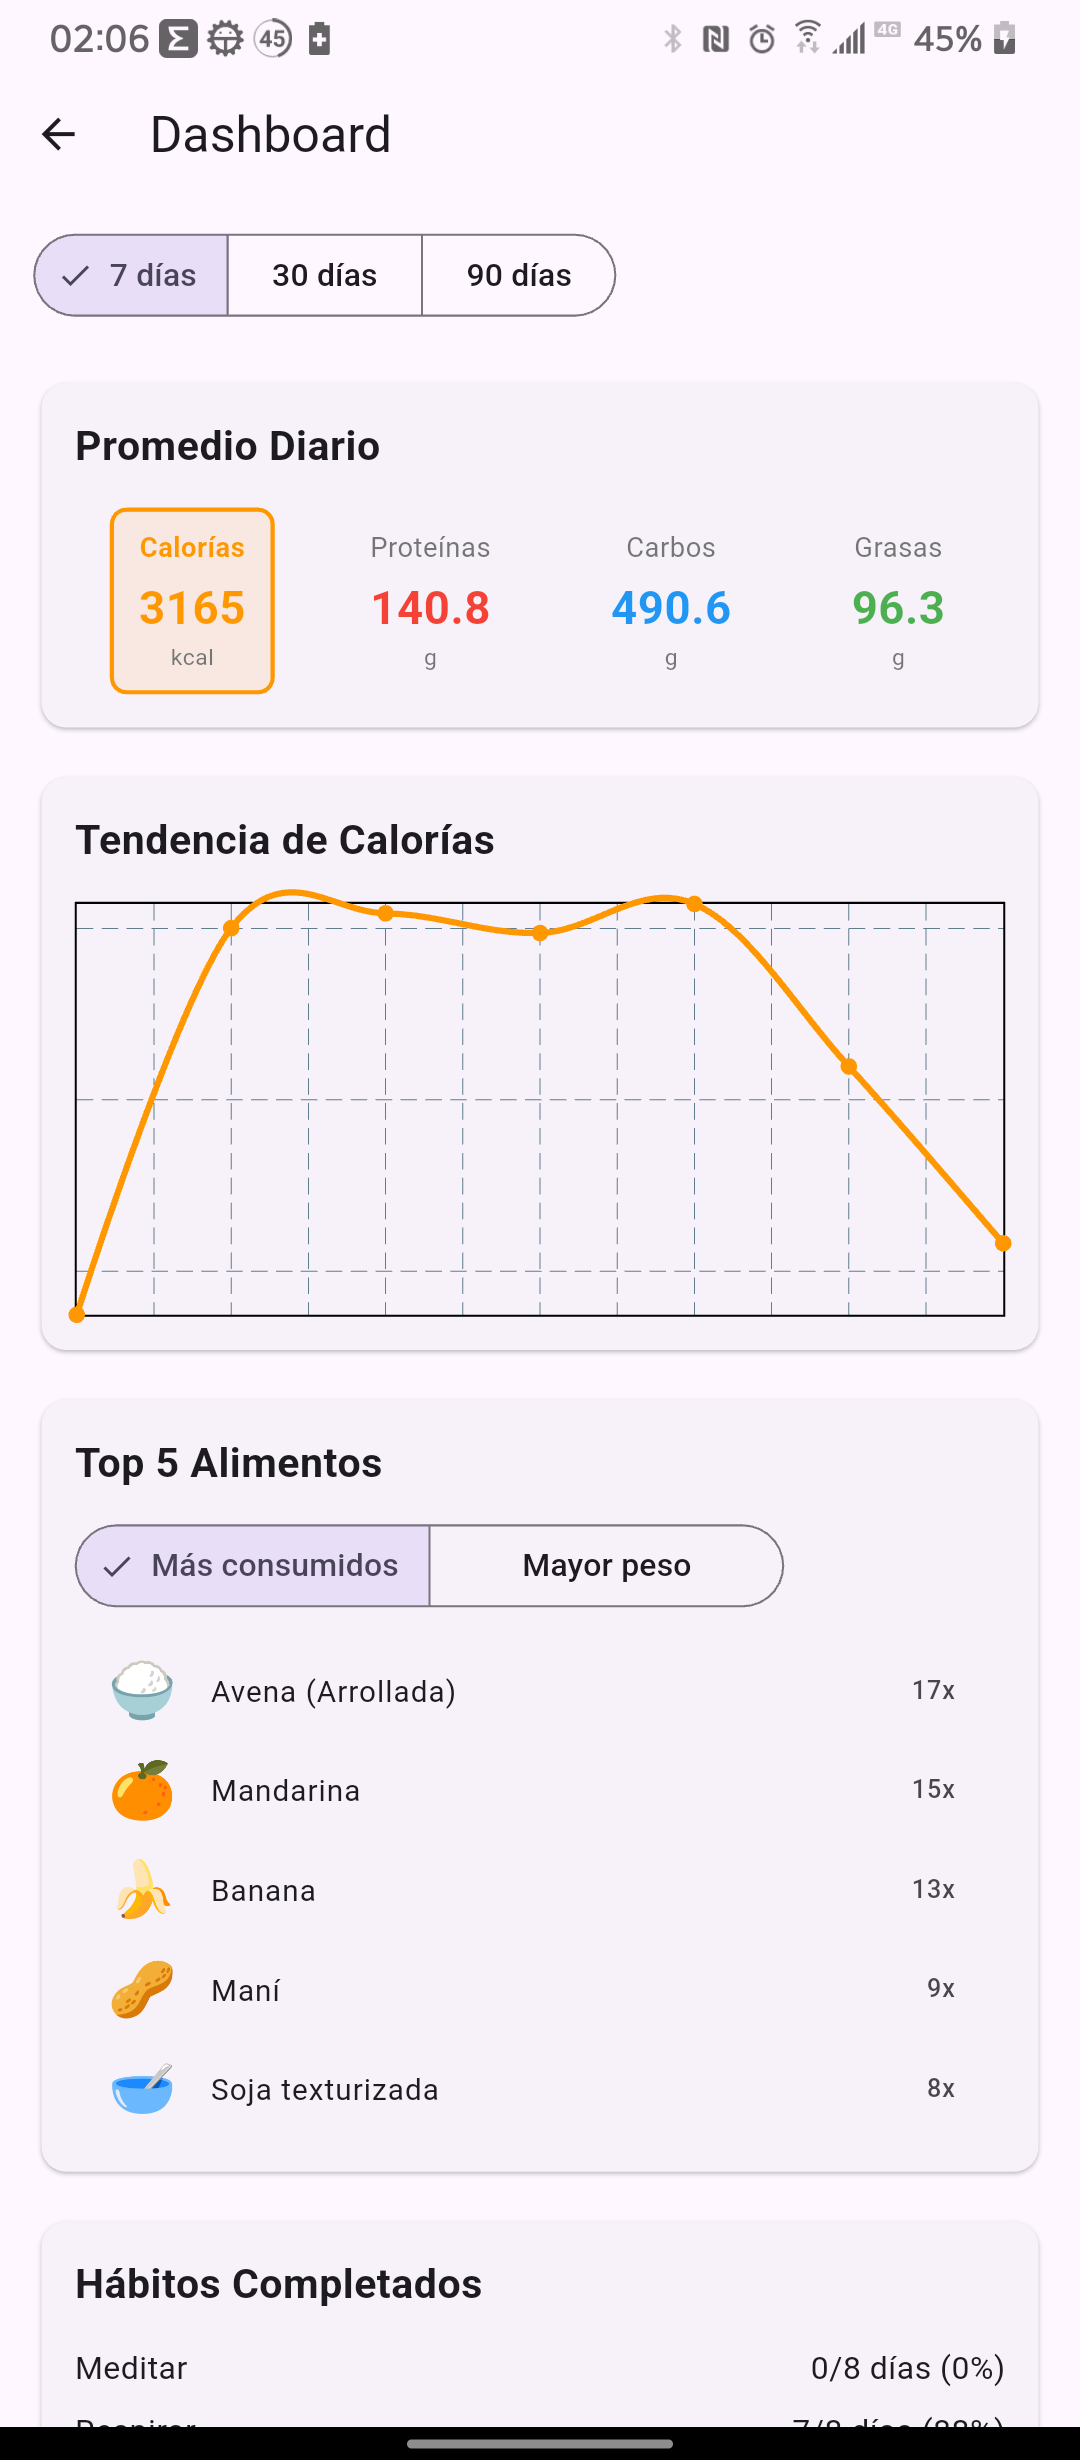 02:06 45 4G 45%
Dashboard
7 días 30 días 90 días
Promedio Diario
Calorías Proteínas Carbos Grasas
3165 140.8 490.6 96.3
kcal g g g
Tendencia de Calorías
Top 5 Alimentos
Más consumidos Mayor peso
Avena (Arrollada) 17x
Mandarina 15x
Banana 13x
Maní 9x
Soja texturizada 8x
Hábitos Completados
Meditar 0/8 días (0%)